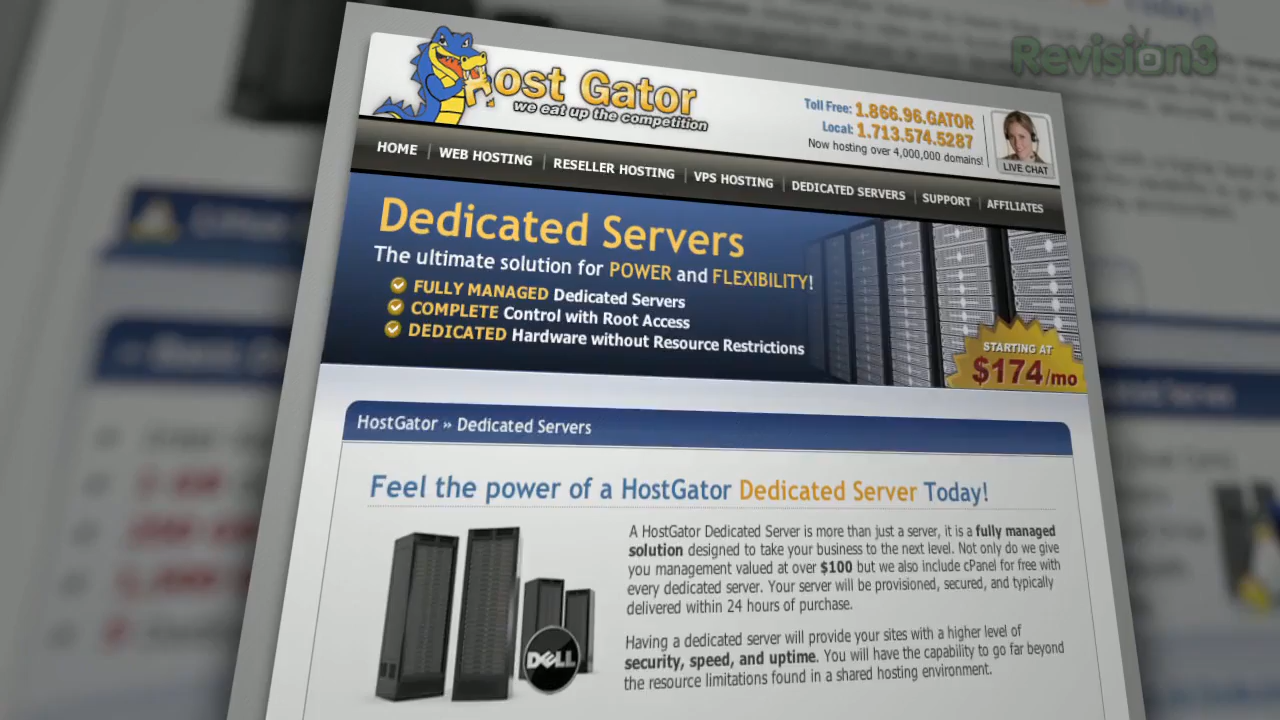 Revision3
Host Gator
we eat up the competition
Toll Free: 1.866.96.GATOR
Local: 1.713.574.5287
Now hosting over 4,000,000 domains!
LIVE CHAT
HOME | WEB HOSTING | RESELLER HOSTING | VPS HOSTING | DEDICATED SERVERS | SUPPORT | AFFILIATES
Dedicated Servers
The ultimate solution for POWER and FLEXIBILITY!
FULLY MANAGED Dedicated Servers
COMPLETE Control with Root Access
DEDICATED Hardware without Resource Restrictions
STARTING AT
$174/mo
HostGator » Dedicated Servers
Feel the power of a HostGator Dedicated Server Today!
A HostGator Dedicated Server is more than just a server, it is a fully managed
solution designed to take your business to the next level. Not only do we give
you management valued at over $100 but we also include cPanel for free with
every dedicated server. Your server will be provisioned, secured, and typically
delivered within 24 hours of purchase.
Having a dedicated server will provide your sites with a higher level of
security, speed, and uptime. You will have the capability to go far beyond
the resource limitations found in a shared hosting environment.
DELL